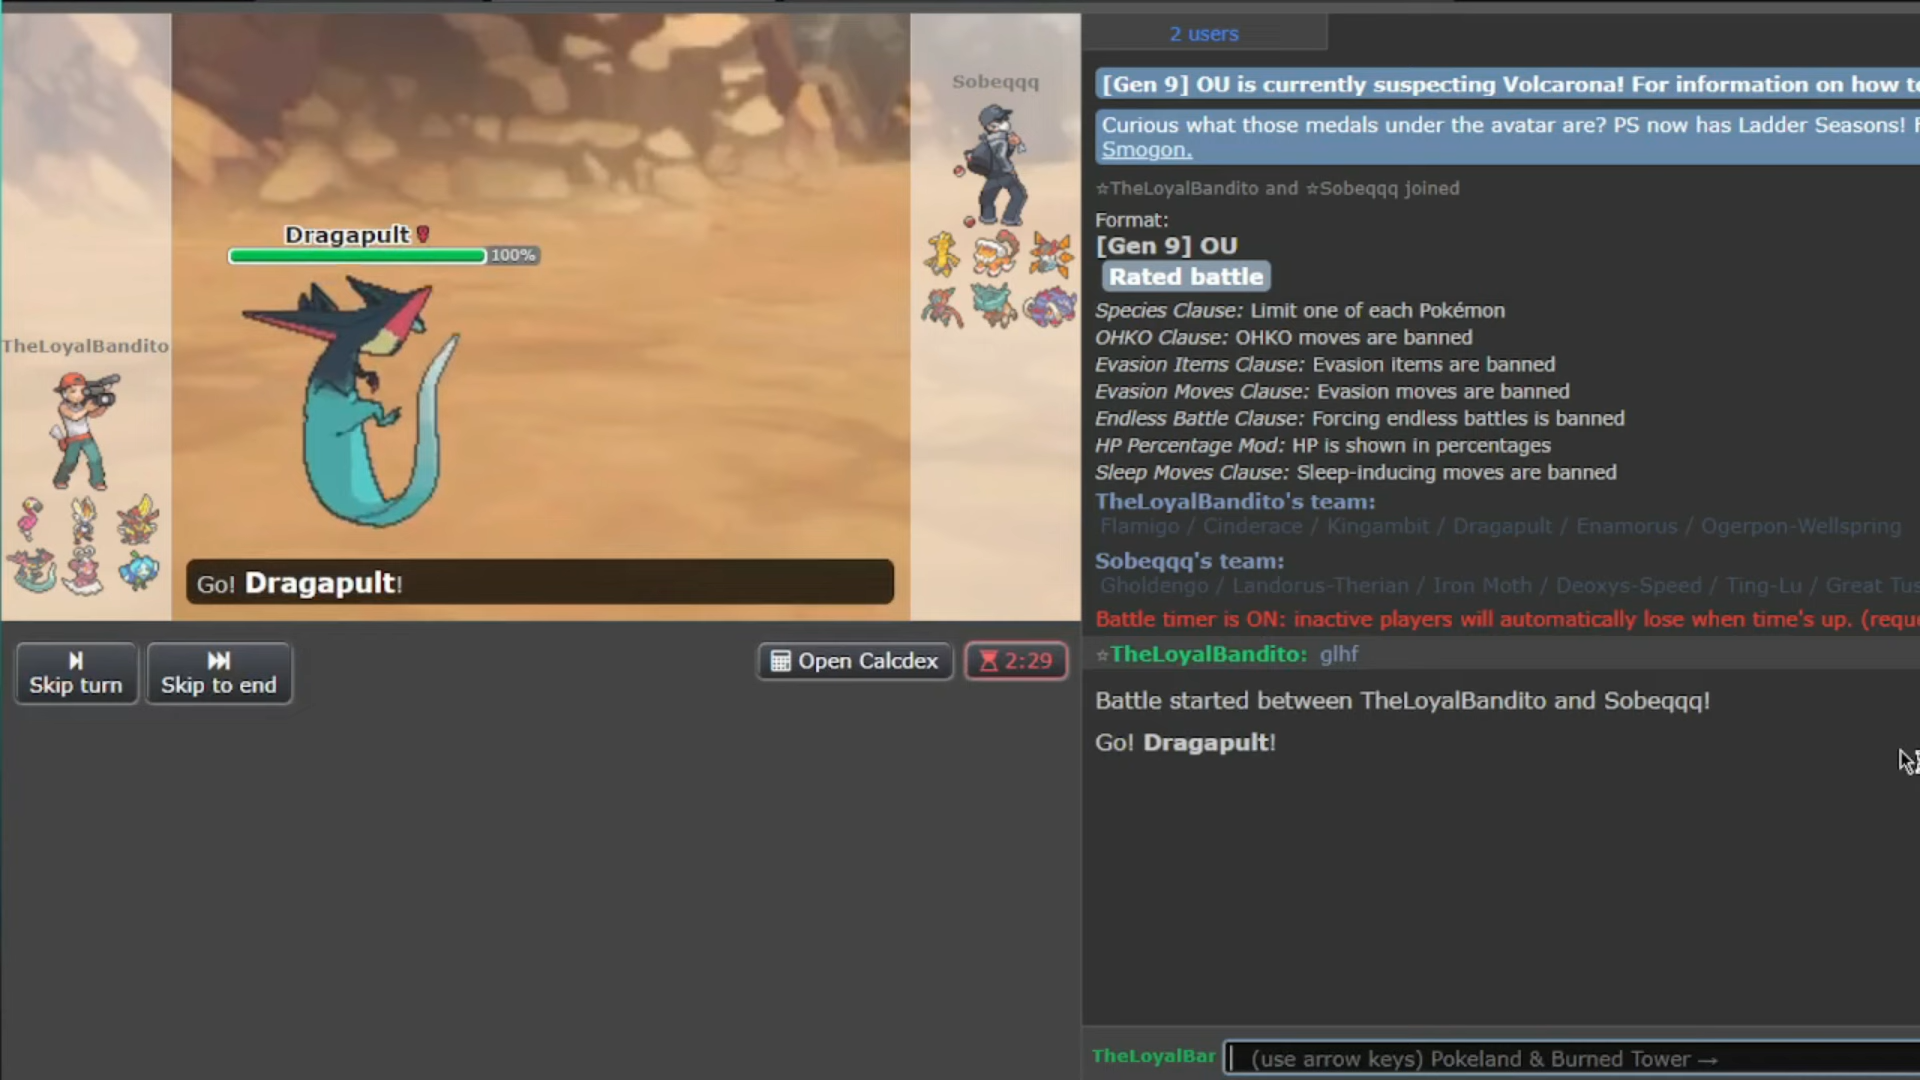 Sobeqqq
Dragapult
100%
TheLoyalBandito
Go! Dragapult!
Skip turn
Skip to end
Open Calcdex
2:29
2 users
[Gen 9] OU is currently suspecting Volcarona! For information on how
Curious what those medals under the avatar are? PS now has Ladder Seasons!
Smogon.
☆TheLoyalBandito and ☆Sobeqqq joined
Format:
[Gen 9] OU
Rated battle
Species Clause: Limit one of each Pokémon
OHKO Clause: OHKO moves are banned
Evasion Items Clause: Evasion items are banned
Evasion Moves Clause: Evasion moves are banned
Endless Battle Clause: Forcing endless battles is banned
HP Percentage Mod: HP is shown in percentages
Sleep Moves Clause: Sleep-inducing moves are banned
TheLoyalBandito's team:
Flamigo / Cinderace / Kingambit / Dragapult / Enamorus / Ogerpon-Wellspring
Sobeqqq's team:
Gholdengo / Landorus-Therian / Iron Moth / Deoxys-Speed / Ting-Lu / Great Tus
Battle timer is ON: inactive players will automatically lose when time's up. (requ
☆TheLoyalBandito: glhf
Battle started between TheLoyalBandito and Sobeqqq!
Go! Dragapult!
TheLoyalBar
(use arrow keys) Pokeland & Burned Tower →